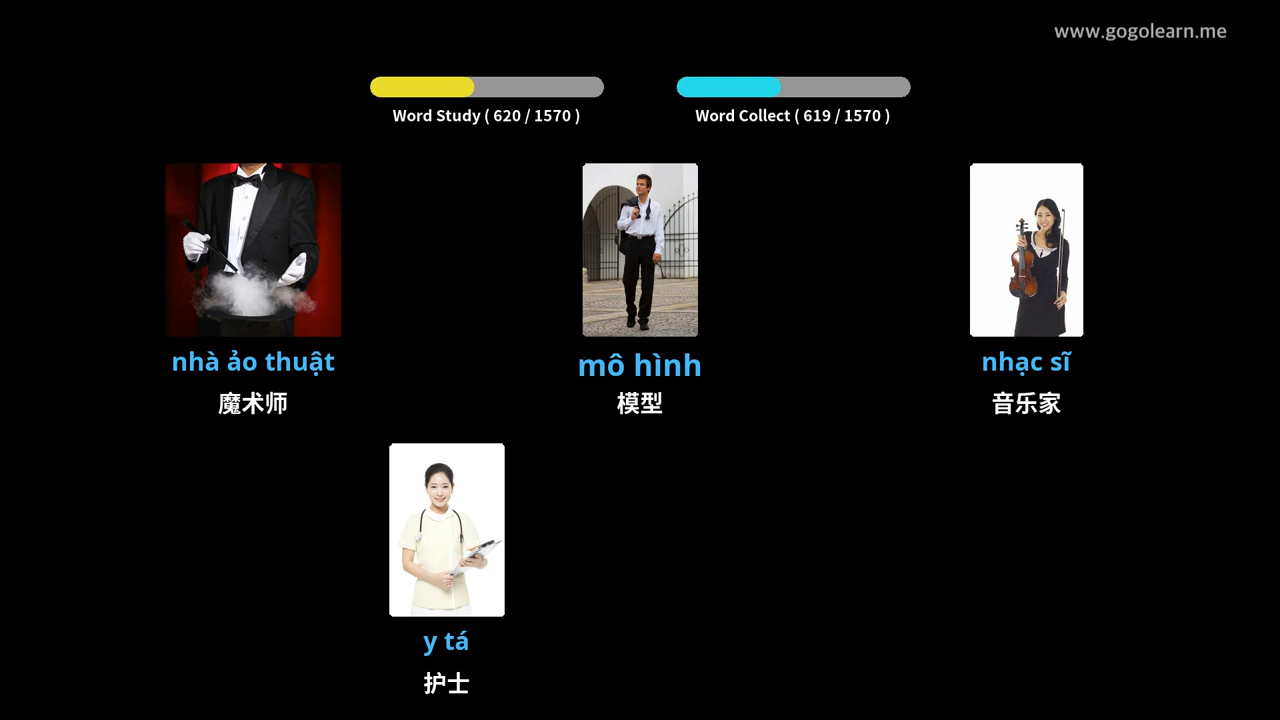 www.gogolearn.me
Word Study ( 620 / 1570 )
Word Collect ( 619 / 1570 )
nhà ảo thuật
mô hình
nhạc sĩ
魔术师
模型
音乐家
y tá
护士